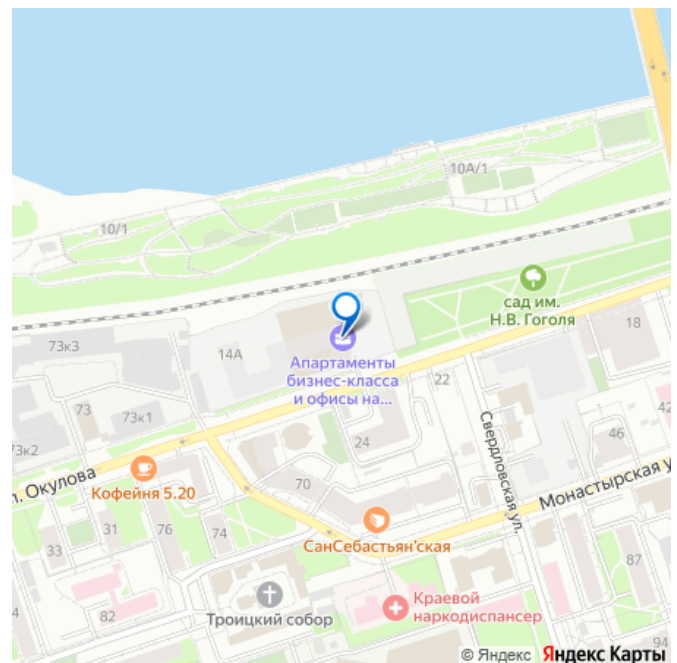 10А/1
10/1
сад им.
Н.В. Гоголя
18
73к3
14А
Апартаменты
бизнес-класса
и офисы на...
22
73
73к1
24
42
46
3к2
л. Окулова
Кофейня 5.20
70
Свердловская ул.
Монастырская у
31
76
74
СанСебастьян'ская
33
87
82
Троицкий собор
Краевой
наркодиспансер
94
© Яндекс Яндекс Карты